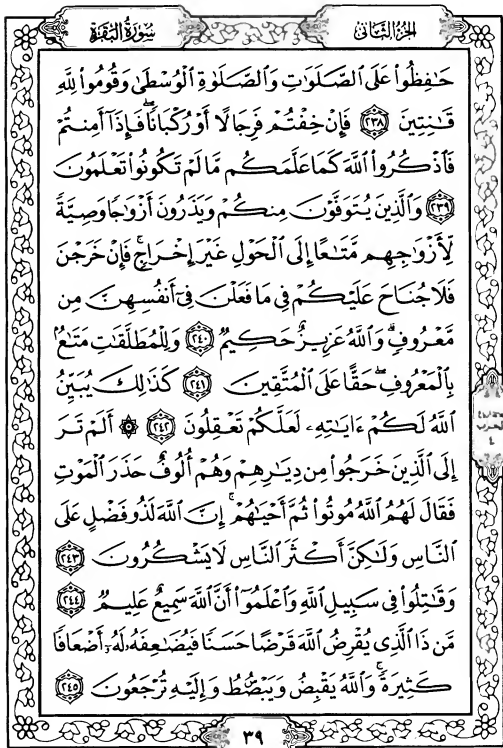 سورة البقرة
الجزء الثاني
حَٰفِظُوا۟ عَلَى ٱلصَّلَوَٰتِ وَٱلصَّلَوٰةِ ٱلْوُسْطَىٰ وَقُومُوا۟ لِلَّهِ
قَٰنِتِينَ ٢٣٨ فَإِنْ خِفْتُمْ فَرِجَالًا أَوْ رُكْبَانًا ۖ فَإِذَآ أَمِنتُمْ
فَٱذْكُرُوا۟ ٱللَّهَ كَمَا عَلَّمَكُم مَّا لَمْ تَكُونُوا۟ تَعْلَمُونَ
٢٣٩ وَٱلَّذِينَ يُتَوَفَّوْنَ مِنكُمْ وَيَذَرُونَ أَزْوَٰجًا وَصِيَّةً
لِّأَزْوَٰجِهِم مَّتَٰعًا إِلَى ٱلْحَوْلِ غَيْرَ إِخْرَاجٍ ۚ فَإِنْ خَرَجْنَ
فَلَا جُنَاحَ عَلَيْكُمْ فِى مَا فَعَلْنَ فِىٓ أَنفُسِهِنَّ مِن
مَّعْرُوفٍ ۗ وَٱللَّهُ عَزِيزٌ حَكِيمٌ ٢٤٠ وَلِلْمُطَلَّقَٰتِ مَتَٰعٌۢ
بِٱلْمَعْرُوفِ ۖ حَقًّا عَلَى ٱلْمُتَّقِينَ ٢٤١ كَذَٰلِكَ يُبَيِّنُ
ٱللَّهُ لَكُمْ ءَايَٰتِهِۦ لَعَلَّكُمْ تَعْقِلُونَ ٢٤٢ ۞ أَلَمْ تَرَ
إِلَى ٱلَّذِينَ خَرَجُوا۟ مِن دِيَٰرِهِمْ وَهُمْ أُلُوفٌ حَذَرَ ٱلْمَوْتِ
فَقَالَ لَهُمُ ٱللَّهُ مُوتُوا۟ ثُمَّ أَحْيَٰهُمْ ۚ إِنَّ ٱللَّهَ لَذُو فَضْلٍ عَلَى
ٱلنَّاسِ وَلَٰكِنَّ أَكْثَرَ ٱلنَّاسِ لَا يَشْكُرُونَ ٢٤٣
وَقَٰتِلُوا۟ فِى سَبِيلِ ٱللَّهِ وَٱعْلَمُوٓا۟ أَنَّ ٱللَّهَ سَمِيعٌ عَلِيمٌ ٢٤٤
مَّن ذَا ٱلَّذِى يُقْرِضُ ٱللَّهَ قَرْضًا حَسَنًا فَيُضَٰعِفَهُۥ لَهُۥٓ أَضْعَافًا
كَثِيرَةً ۚ وَٱللَّهُ يَقْبِضُ وَيَبْصُۜطُ وَإِلَيْهِ تُرْجَعُونَ ٢٤٥
٣٩